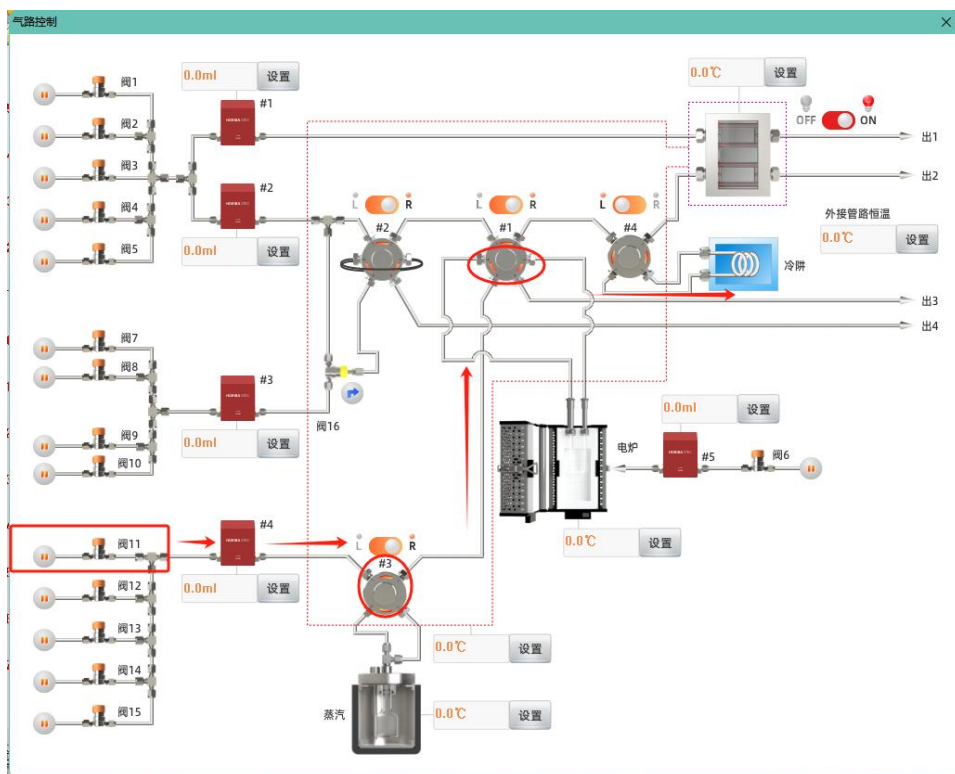 气路控制
阀1
阀2
阀3
阀4
阀5
0.0ml 设置
#1
#2
0.0ml 设置
0.0℃ 设置
OFF ON
出1
出2
外接管路恒温
0.0℃ 设置
L R
#2
L R
#1
L R
#4
冷阱
出3
出4
阀7
阀8
阀9
阀10
#3
0.0ml 设置
阀16
电炉
0.0ml 设置
#5
阀6
0.0℃ 设置
阀11
阀12
阀13
阀14
阀15
#4
0.0ml 设置
L R
#3
0.0℃ 设置
蒸汽
0.0℃ 设置